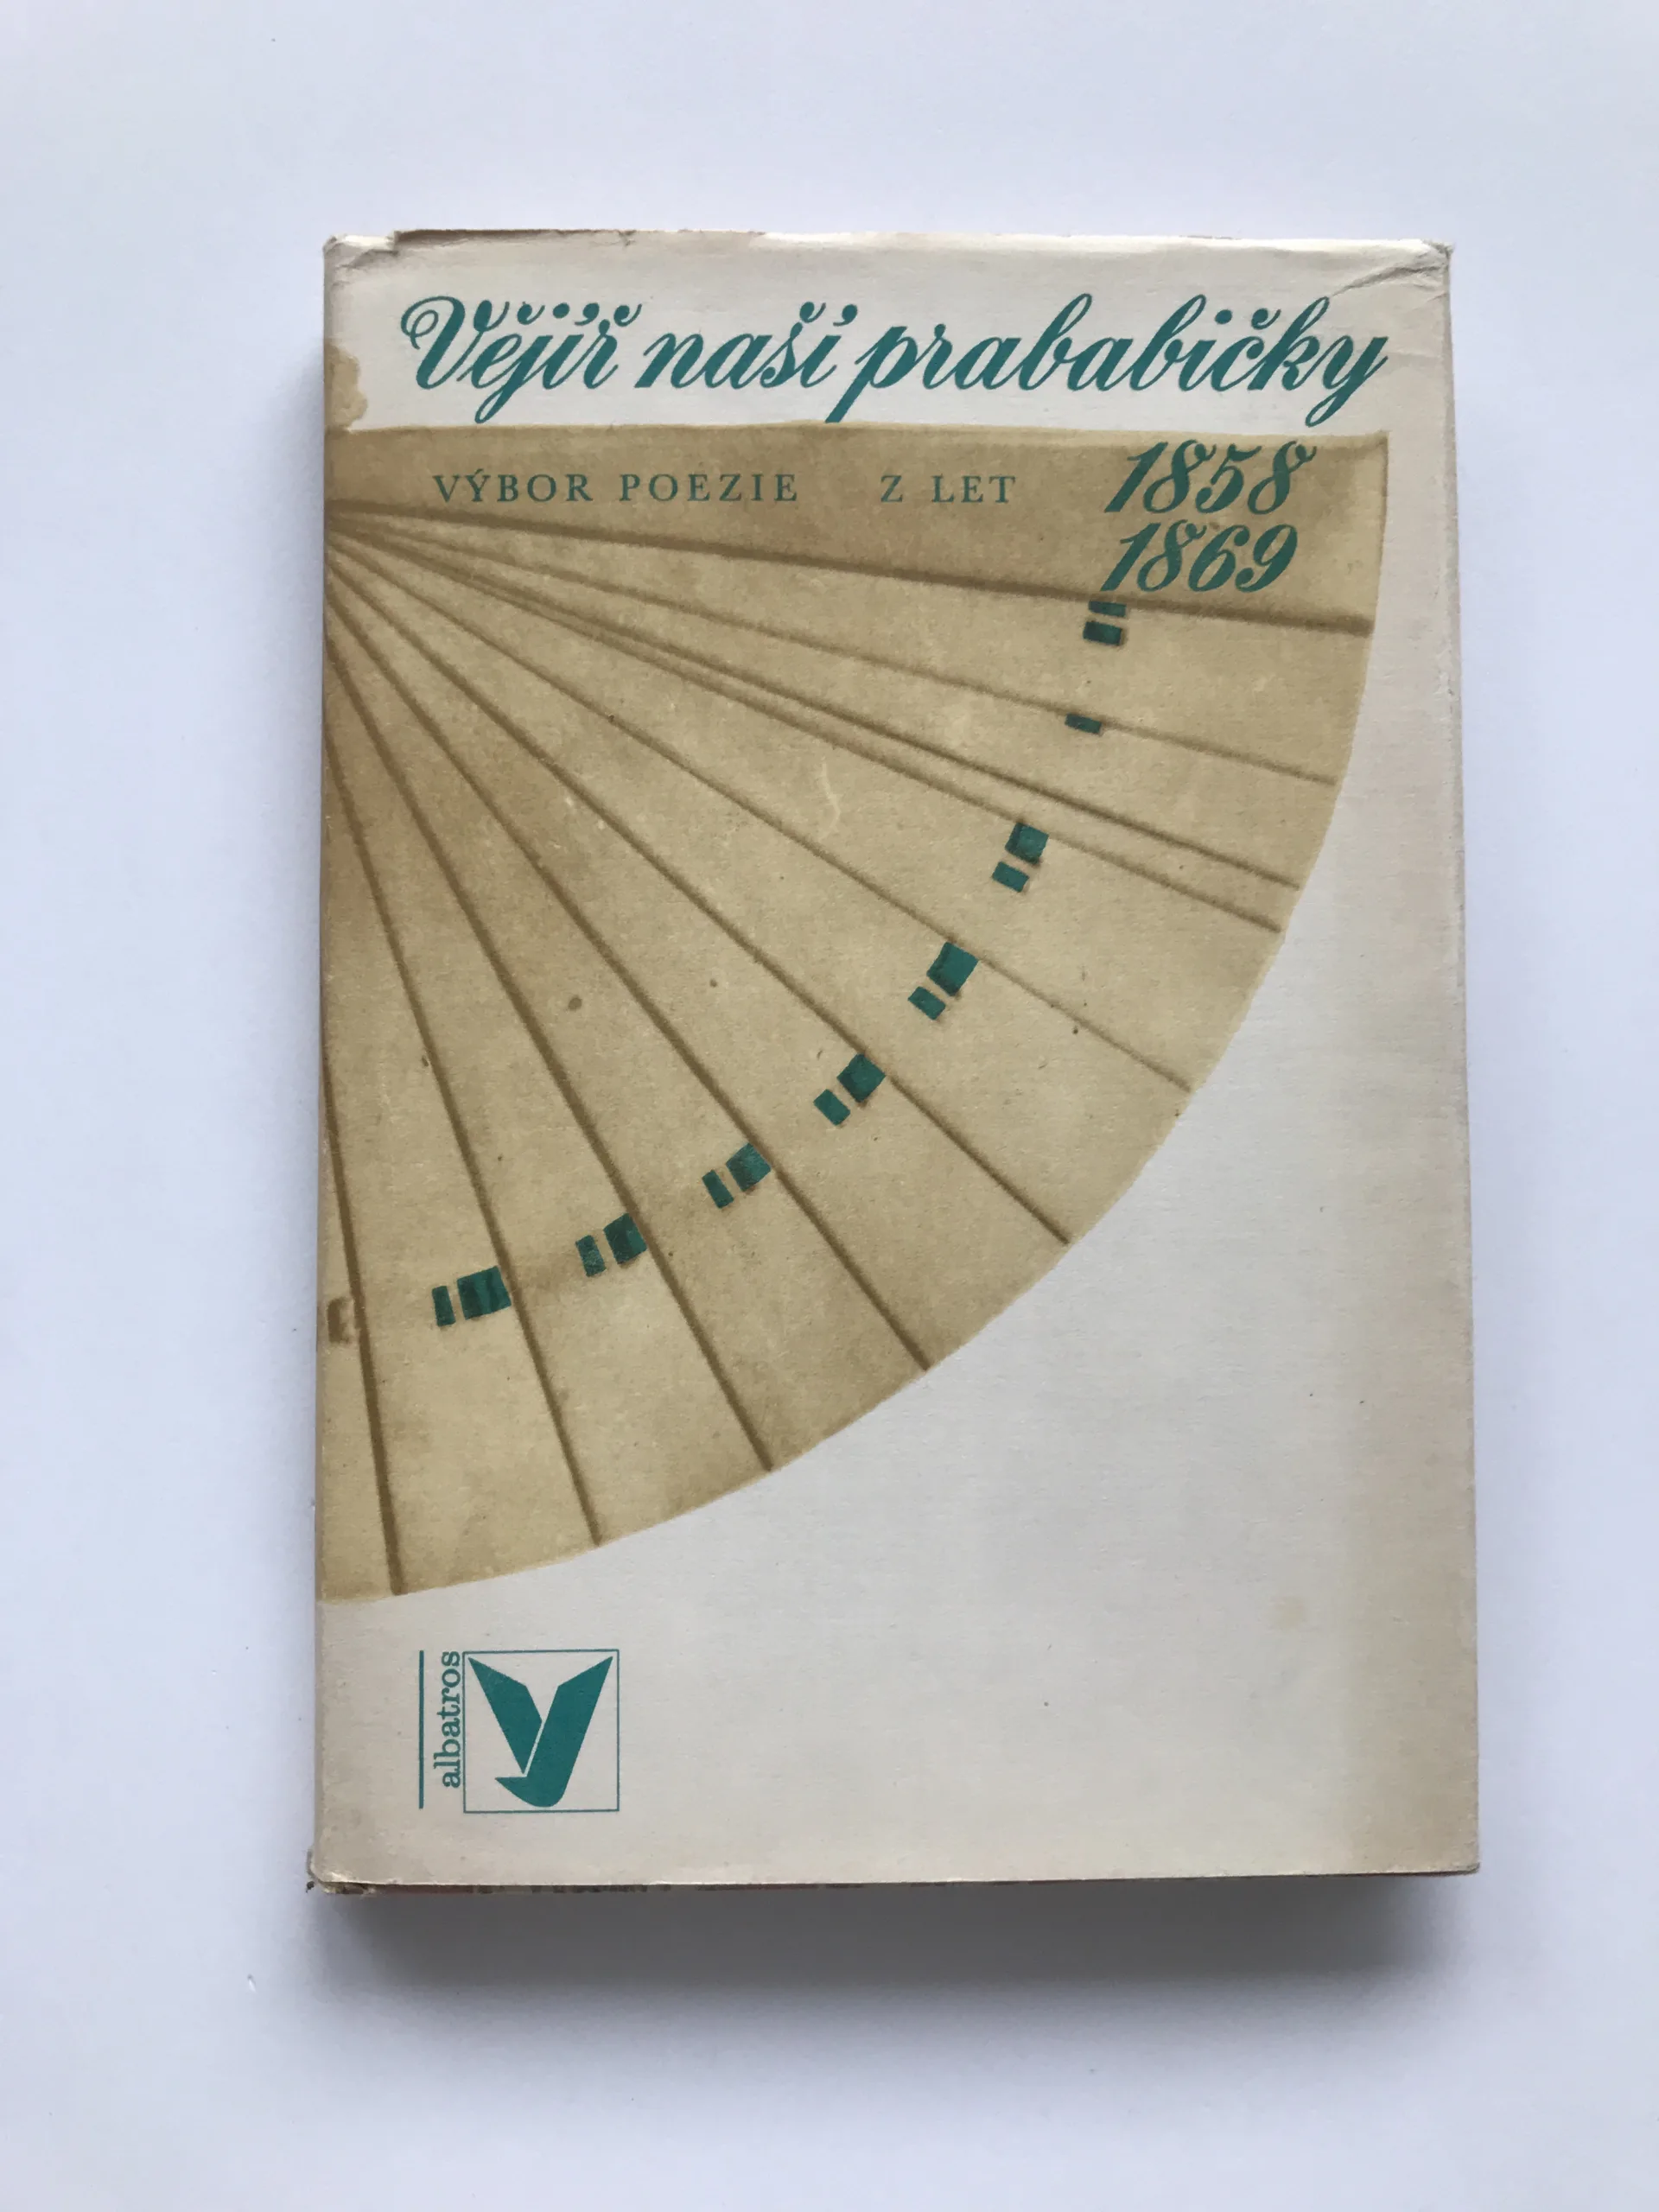 Vějíř naší prababičky
VÝBOR POEZIE Z LET 1858
1869
albatros